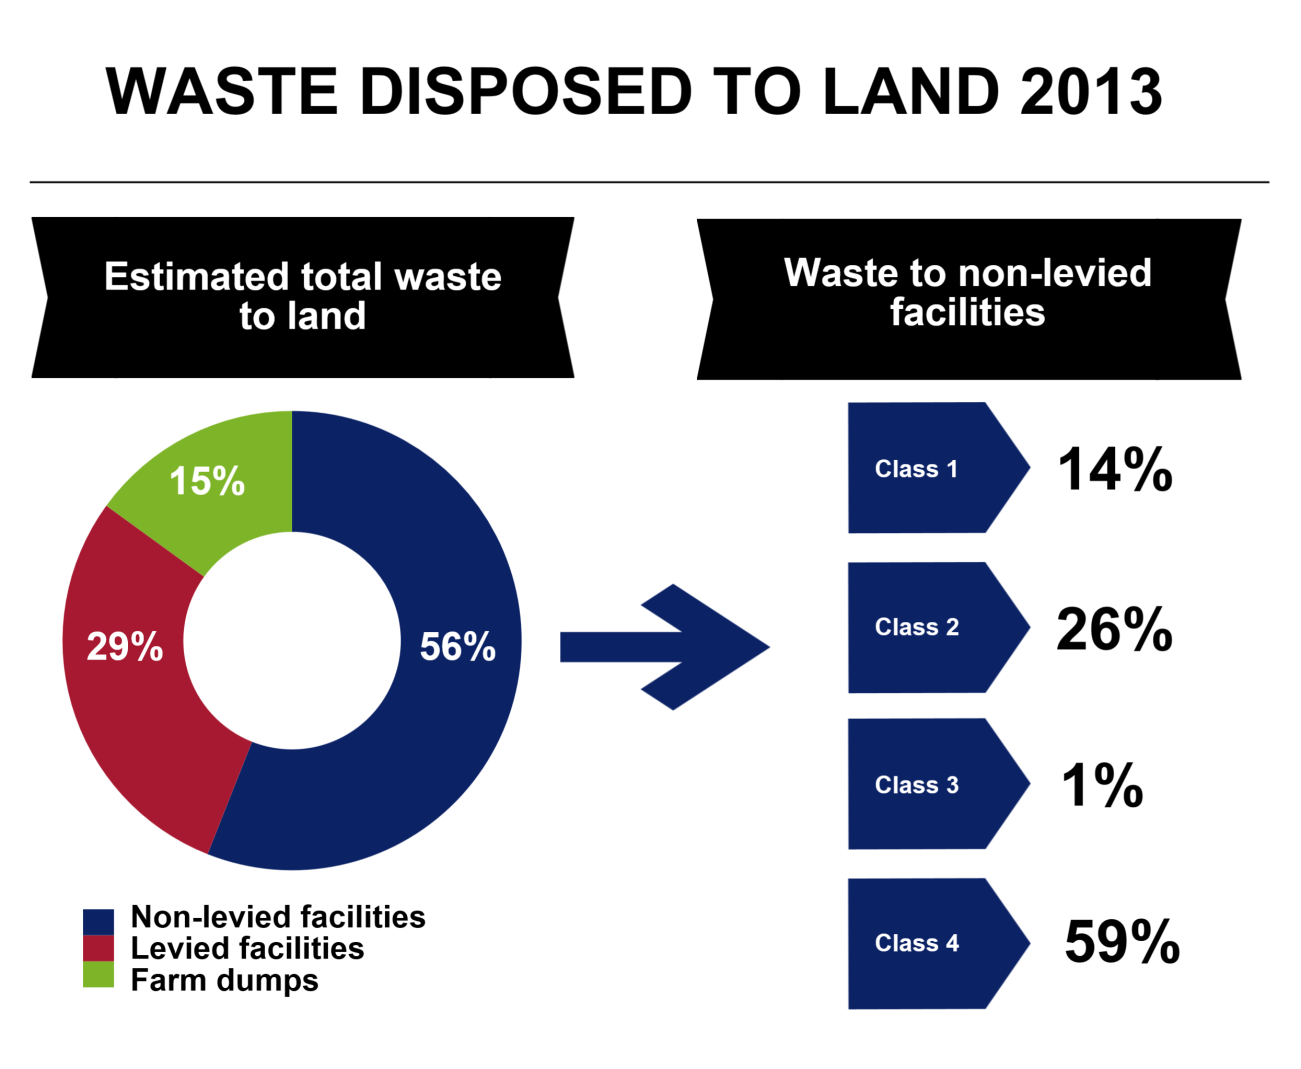 WASTE DISPOSED TO LAND 2013
Estimated total waste
to land
Waste to non-levied
facilities
15%
29%
56%
Non-levied facilities
Levied facilities
Farm dumps
Class 1
14%
Class 2
26%
Class 3
1%
Class 4
59%